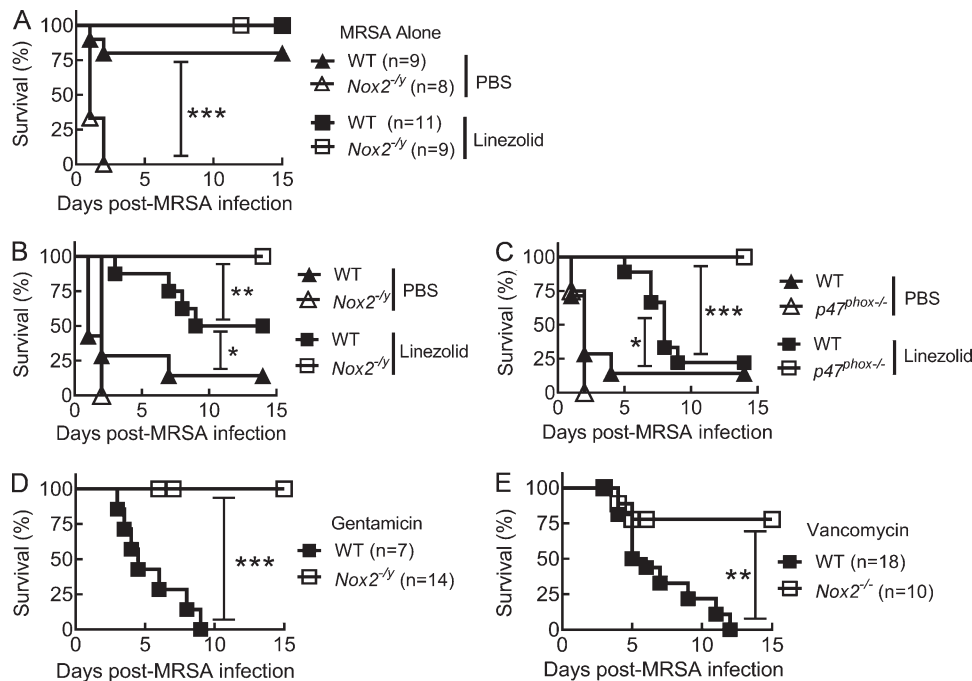 A
Survival (%)
100
75
50
25
0
0 5 10 15
Days post-MRSA infection
***
MRSA Alone
WT (n=9)
Nox2-/y (n=8)
PBS
WT (n=11)
Nox2-/y (n=9)
Linezolid
B
Survival (%)
100
75
50
25
0
0 5 10 15
Days post-MRSA infection
**
*
WT
Nox2-/y
PBS
WT
Nox2-/y
Linezolid
C
Survival (%)
100
75
50
25
0
0 5 10 15
Days post-MRSA infection
*
***
WT
p47phox-/-
PBS
WT
p47phox-/-
Linezolid
D
Survival (%)
100
75
50
25
0
0 5 10 15
Days post-MRSA infection
***
Gentamicin
WT (n=7)
Nox2-/y (n=14)
E
Survival (%)
100
75
50
25
0
0 5 10 15
Days post-MRSA infection
**
Vancomycin
WT (n=18)
Nox2-/- (n=10)